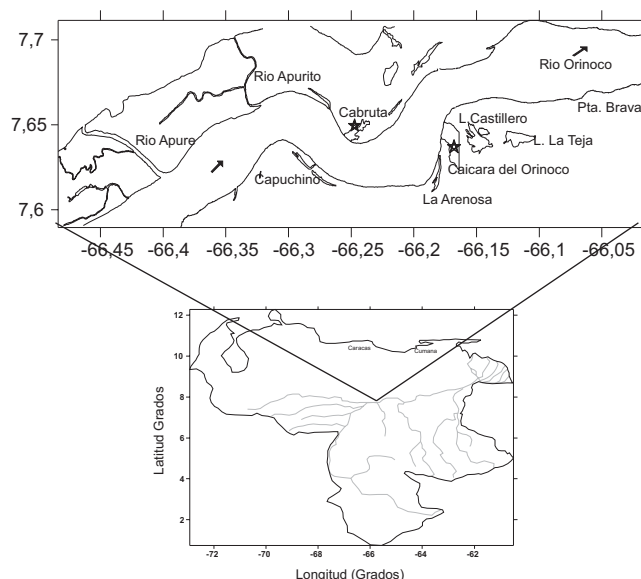 7,7
Rio Apurito
Rio Orinoco
Cabruta
Pta. Brava
7,65
L Castillero
Rio Apure
L. La Teja
Capuchino
Caicara del Orinoco
La Arenosa
7,6
-66,45 -66,4 -66,35 -66,3 -66,25 -66,2 -66,15 -66,1 -66,05
12
Caracas
Cumana
10
8
6
4
2
Latitud Grados
-72 -70 -68 -66 -64 -62
Longitud (Grados)